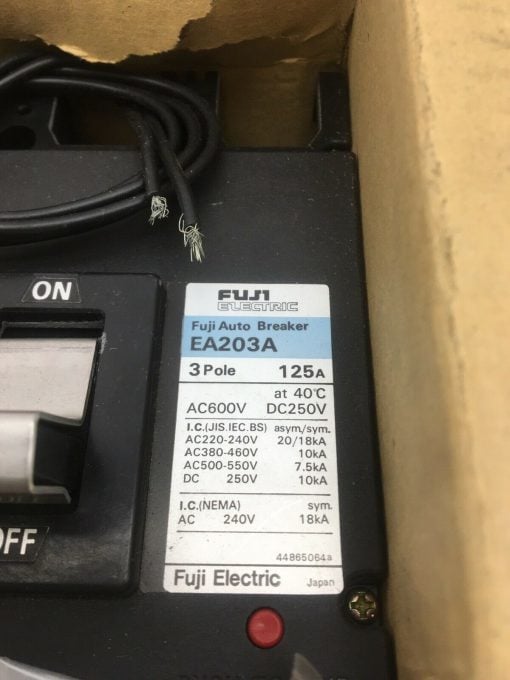 ON
OFF
FUJI
ELECTRIC
Fuji Auto Breaker
EA203A
3 Pole 125A
at 40°C
AC600V DC250V
I.C.(JIS.IEC.BS) asym/sym.
AC220-240V 20/18kA
AC380-460V 10kA
AC500-550V 7.5kA
DC 250V 10kA
I.C.(NEMA) sym.
AC 240V 18kA
44865064a
Fuji Electric Japan